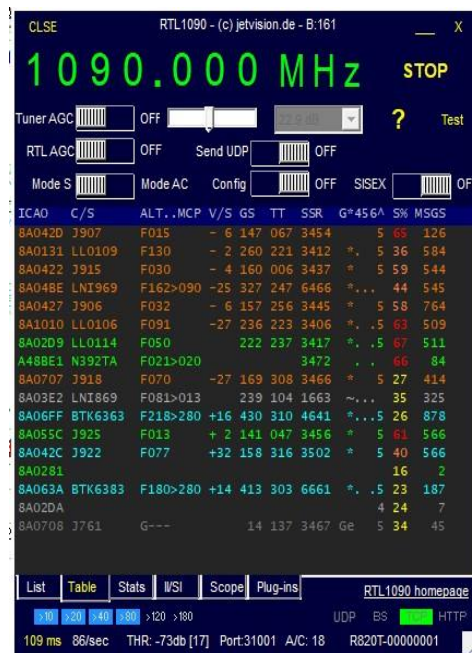 CLSE RTL1090 - (c) jetvision.de - B:161 __ X
1090.000 MHz STOP
Tuner AGC OFF 22.9 dB ? Test
RTL AGC OFF Send UDP OFF
Mode S Mode AC Config OFF SISEX OF
ICAO C/S ALT..MCP V/S GS TT SSR G*456^ S% MSGS
8A042D J907 F015 - 6 147 067 3454 5 65 126
8A0131 LL0109 F130 - 2 260 221 3412 *. 5 36 584
8A0422 J915 F030 - 4 160 006 3437 * 5 59 544
8A04BE LNI969 F162>090 -25 327 247 6466 *... 44 545
8A0427 J906 F032 - 6 157 256 3445 * 5 58 764
8A1010 LL0106 F091 -27 236 223 3406 *. .5 63 509
8A02D9 LL0114 F050 222 237 3417 *. .5 67 511
A48BE1 N392TA F021>020 3472 . . 66 84
8A0707 J918 F070 -27 169 308 3466 * 5 27 414
8A03E2 LNI869 F081>013 239 104 1663 ~... 35 325
8A06FF BTK6363 F218>280 +16 430 310 4641 *...5 26 878
8A055C J925 F013 + 2 141 047 3456 * 5 61 566
8A042C J922 F077 +32 158 316 3502 * 5 40 566
8A0281 16 2
8A063A BTK6383 F180>280 +14 413 303 6661 *. .5 23 187
8A02DA 4 24 7
8A0708 J761 G--- 14 137 3467 Ge 5 34 45
List Table Stats I/SI Scope Plug-ins RTL1090 homepage
>10 >20 >40 >80 >120 >180 UDP BS TCP HTTP
109 ms 86/sec THR: -73db [17] Port:31001 A/C: 18 R820T-00000001